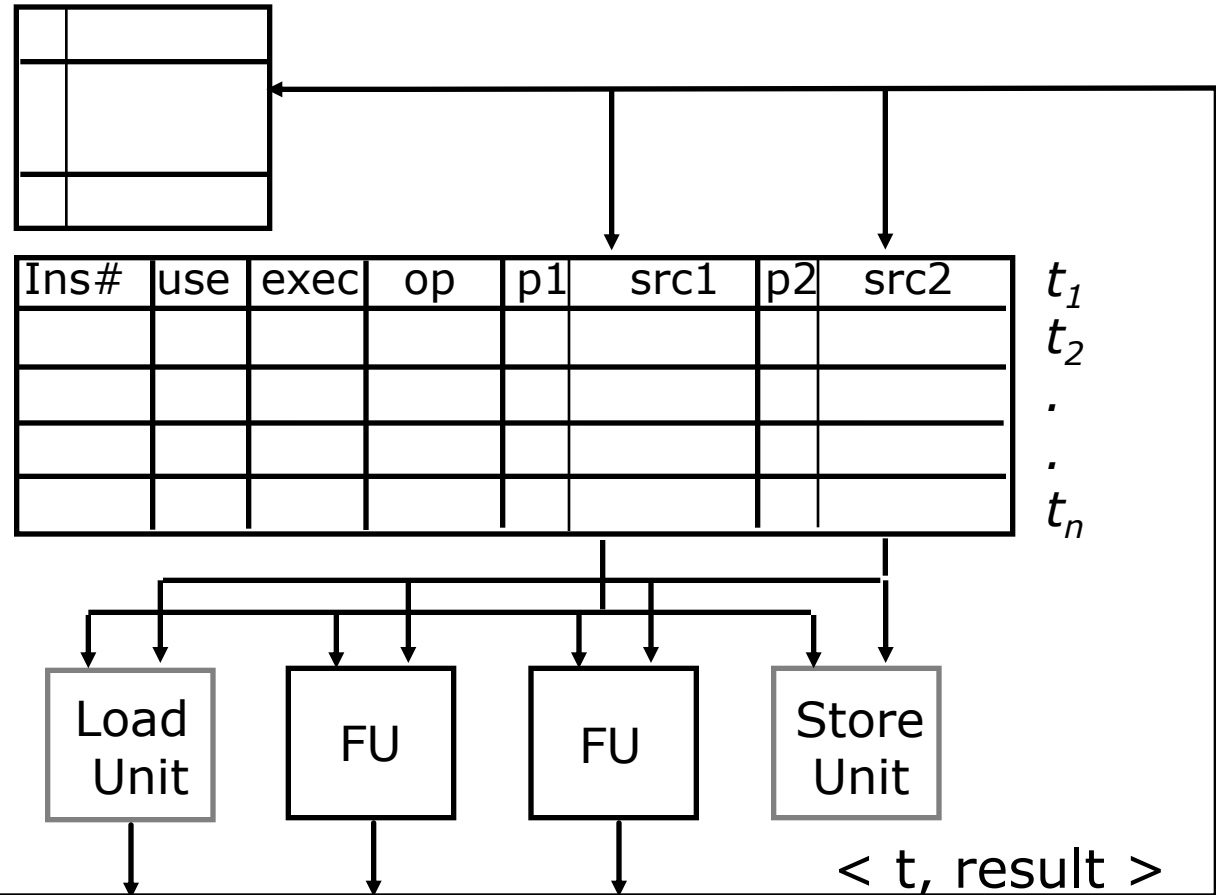 Ins# use exec op p1 src1 p2 src2 t1
t2
.
.
tn
Load
Unit
FU
FU
Store
Unit
< t, result >